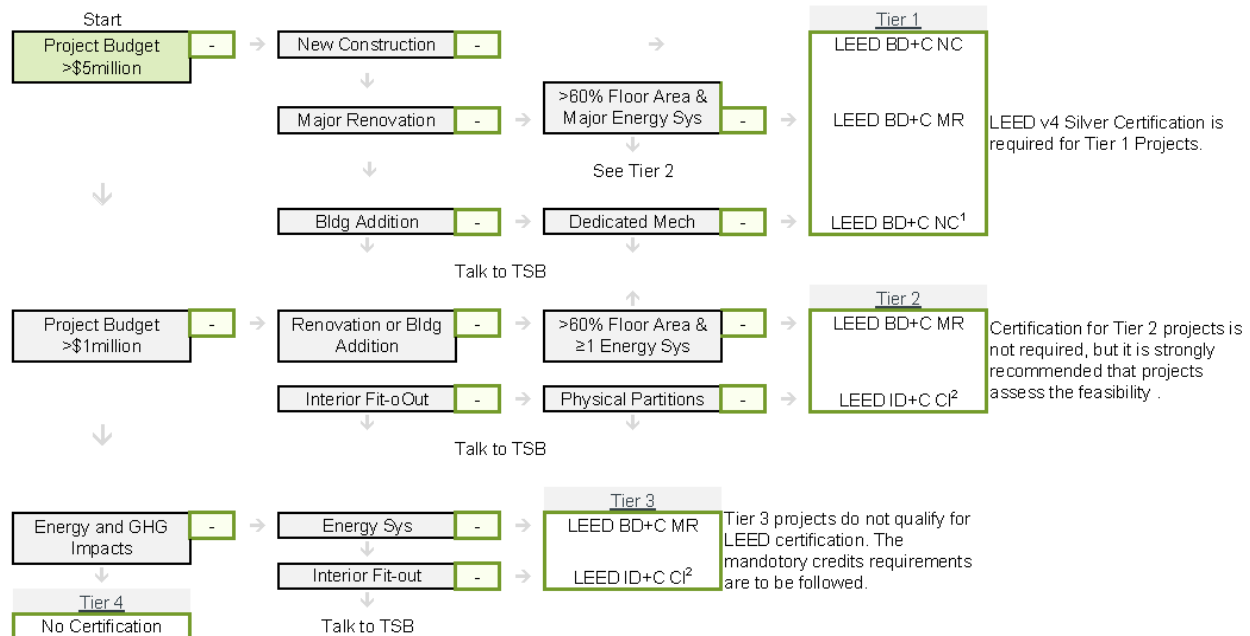 Start
Project Budget
>$5million
-
New Construction
-
Tier 1
LEED BD+C NC
Major Renovation
-
>60% Floor Area &
Major Energy Sys
-
LEED BD+C MR
LEED v4 Silver Certification is
required for Tier 1 Projects.
See Tier 2
Bldg Addition
-
Dedicated Mech
-
LEED BD+C NC¹
Talk to TSB
Project Budget
>$1million
-
Renovation or Bldg
Addition
-
>60% Floor Area &
≥1 Energy Sys
-
Tier 2
LEED BD+C MR
Certification for Tier 2 projects is
not required, but it is strongly
recommended that projects
assess the feasibility .
Interior Fit-oOut
-
Physical Partitions
-
LEED ID+C CI²
Talk to TSB
Energy and GHG
Impacts
-
Energy Sys
-
Tier 3
LEED BD+C MR
Tier 3 projects do not qualify for
LEED certification. The
mandotory credits requirements
are to be followed.
Interior Fit-out
-
LEED ID+C CI²
Talk to TSB
Tier 4
No Certification